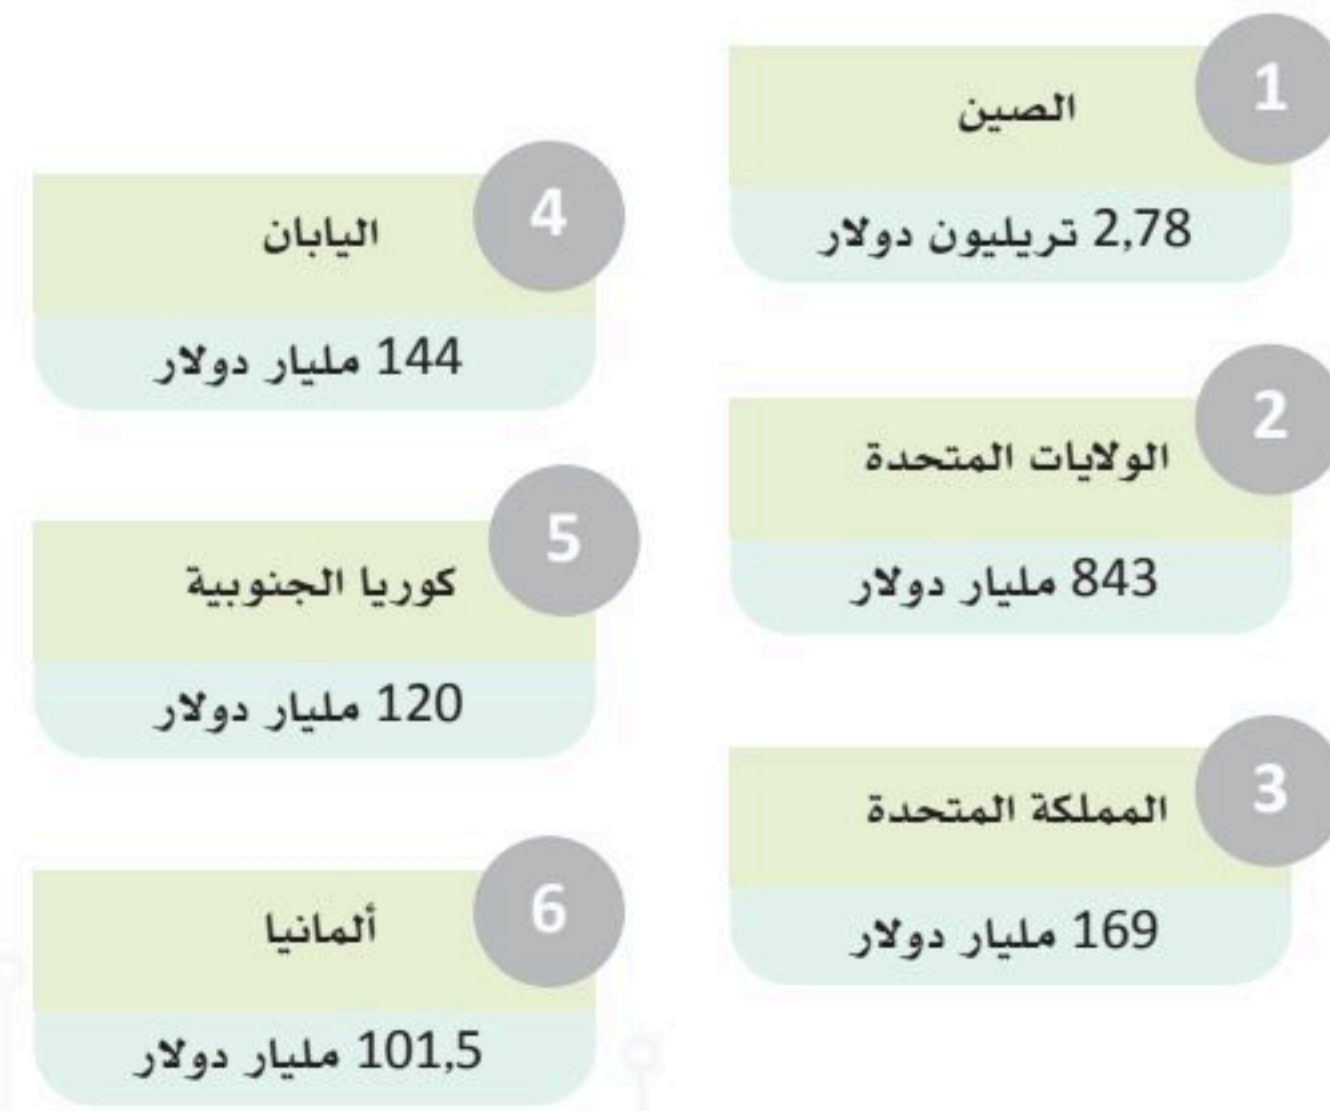 1
الصين
2,78 تريليون دولار
2
الولايات المتحدة
843 مليار دولار
3
المملكة المتحدة
169 مليار دولار
4
اليابان
144 مليار دولار
5
كوريا الجنوبية
120 مليار دولار
6
ألمانيا
101,5 مليار دولار